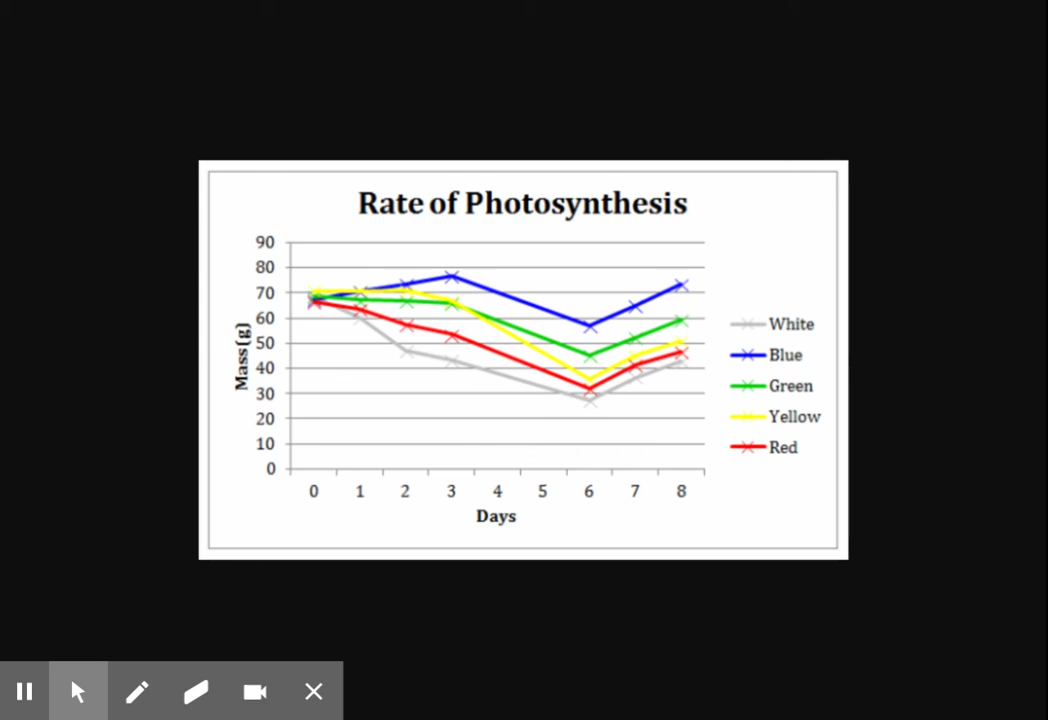 Rate of Photosynthesis
90
80
70
60
50
40
30
20
10
0
Mass(g)
0 1 2 3 4 5 6 7 8
Days
White
Blue
Green
Yellow
Red